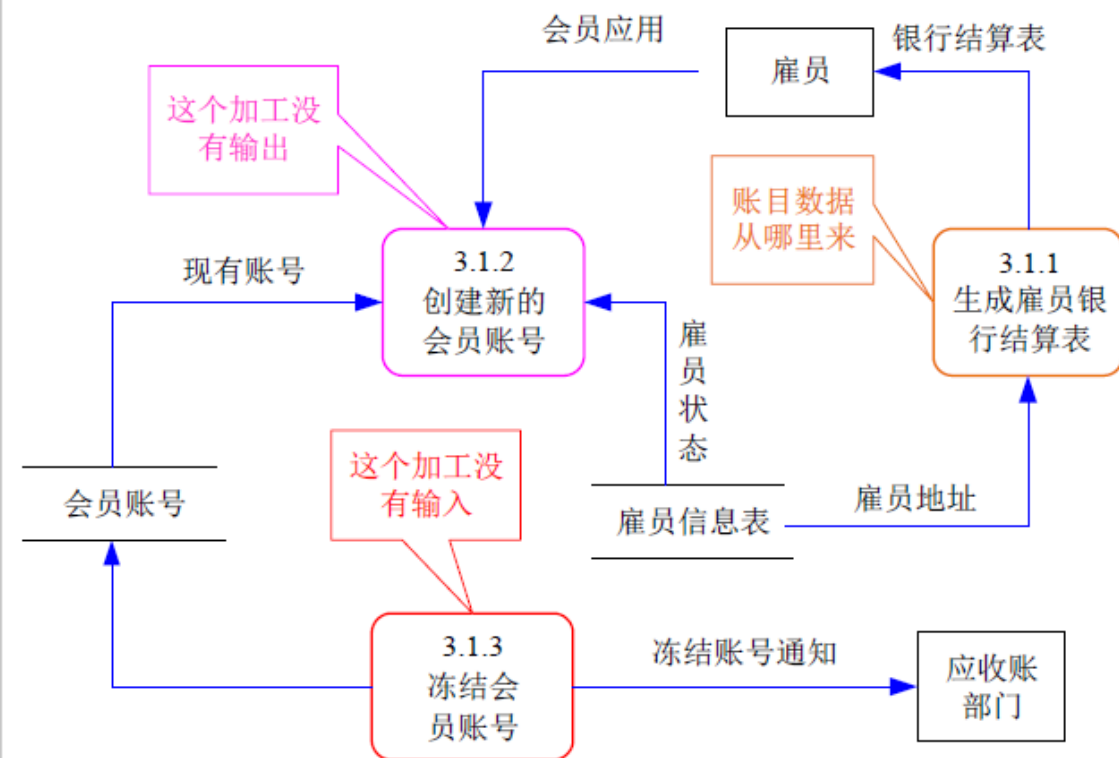 会员应用
银行结算表
雇员
这个加工没
有输出
账目数据
从哪里来
3.1.2
创建新的
会员账号
3.1.1
生成雇员银
行结算表
现有账号
雇
员
状
态
会员账号
这个加工没
有输入
雇员信息表
雇员地址
3.1.3
冻结会
员账号
冻结账号通知
应收账
部门